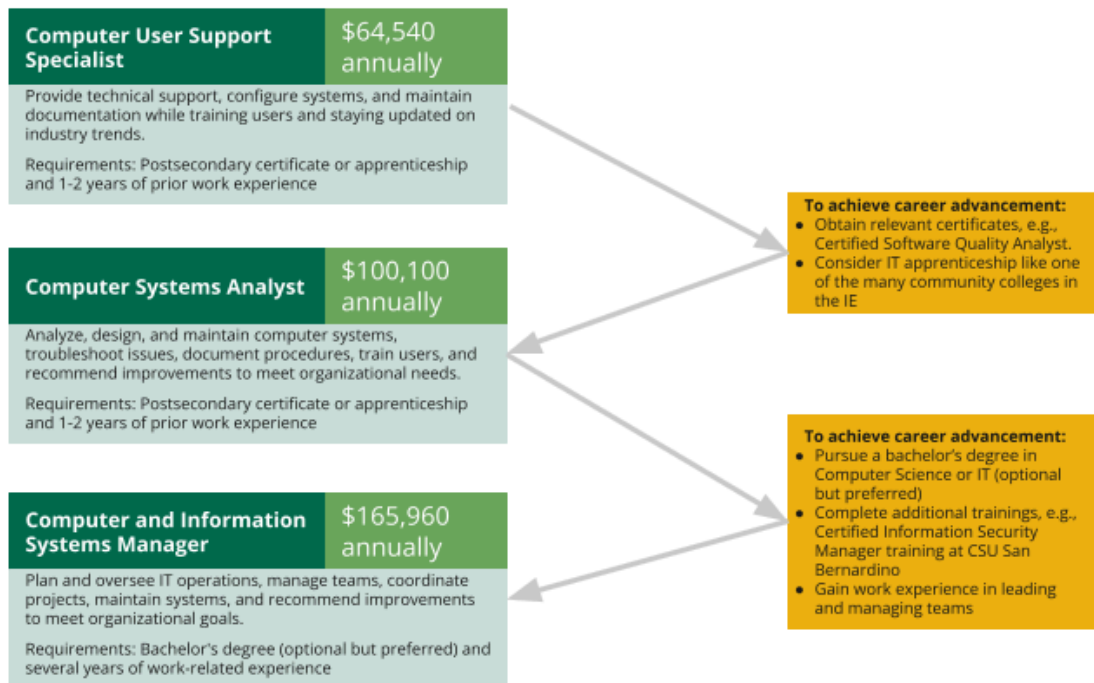 Computer User Support
Specialist
$64,540
annually
Provide technical support, configure systems, and maintain
documentation while training users and staying updated on
industry trends.
Requirements: Postsecondary certificate or apprenticeship
and 1-2 years of prior work experience
To achieve career advancement:
● Obtain relevant certificates, e.g.,
Certified Software Quality Analyst.
● Consider IT apprenticeship like one
of the many community colleges in
the IE
Computer Systems Analyst
$100,100
annually
Analyze, design, and maintain computer systems,
troubleshoot issues, document procedures, train users, and
recommend improvements to meet organizational needs.
Requirements: Postsecondary certificate or apprenticeship
and 1-2 years of prior work experience
To achieve career advancement:
● Pursue a bachelor's degree in
Computer Science or IT (optional
but preferred)
● Complete additional trainings, e.g.,
Certified Information Security
Manager training at CSU San
Bernardino
● Gain work experience in leading
and managing teams
Computer and Information
Systems Manager
$165,960
annually
Plan and oversee IT operations, manage teams, coordinate
projects, maintain systems, and recommend improvements
to meet organizational goals.
Requirements: Bachelor's degree (optional but preferred) and
several years of work-related experience